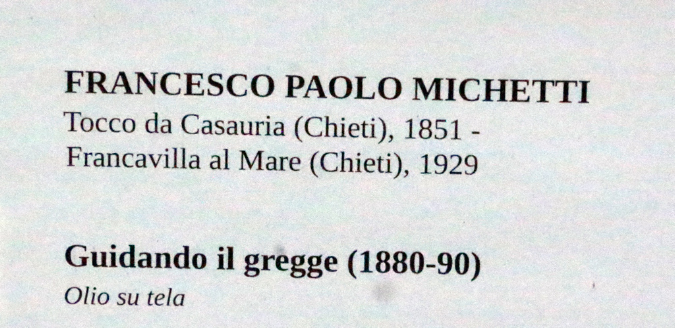 FRANCESCO PAOLO MICHETTI
Tocco da Casauria (Chieti), 1851 -
Francavilla al Mare (Chieti), 1929
Guidando il gregge (1880-90)
Olio su tela